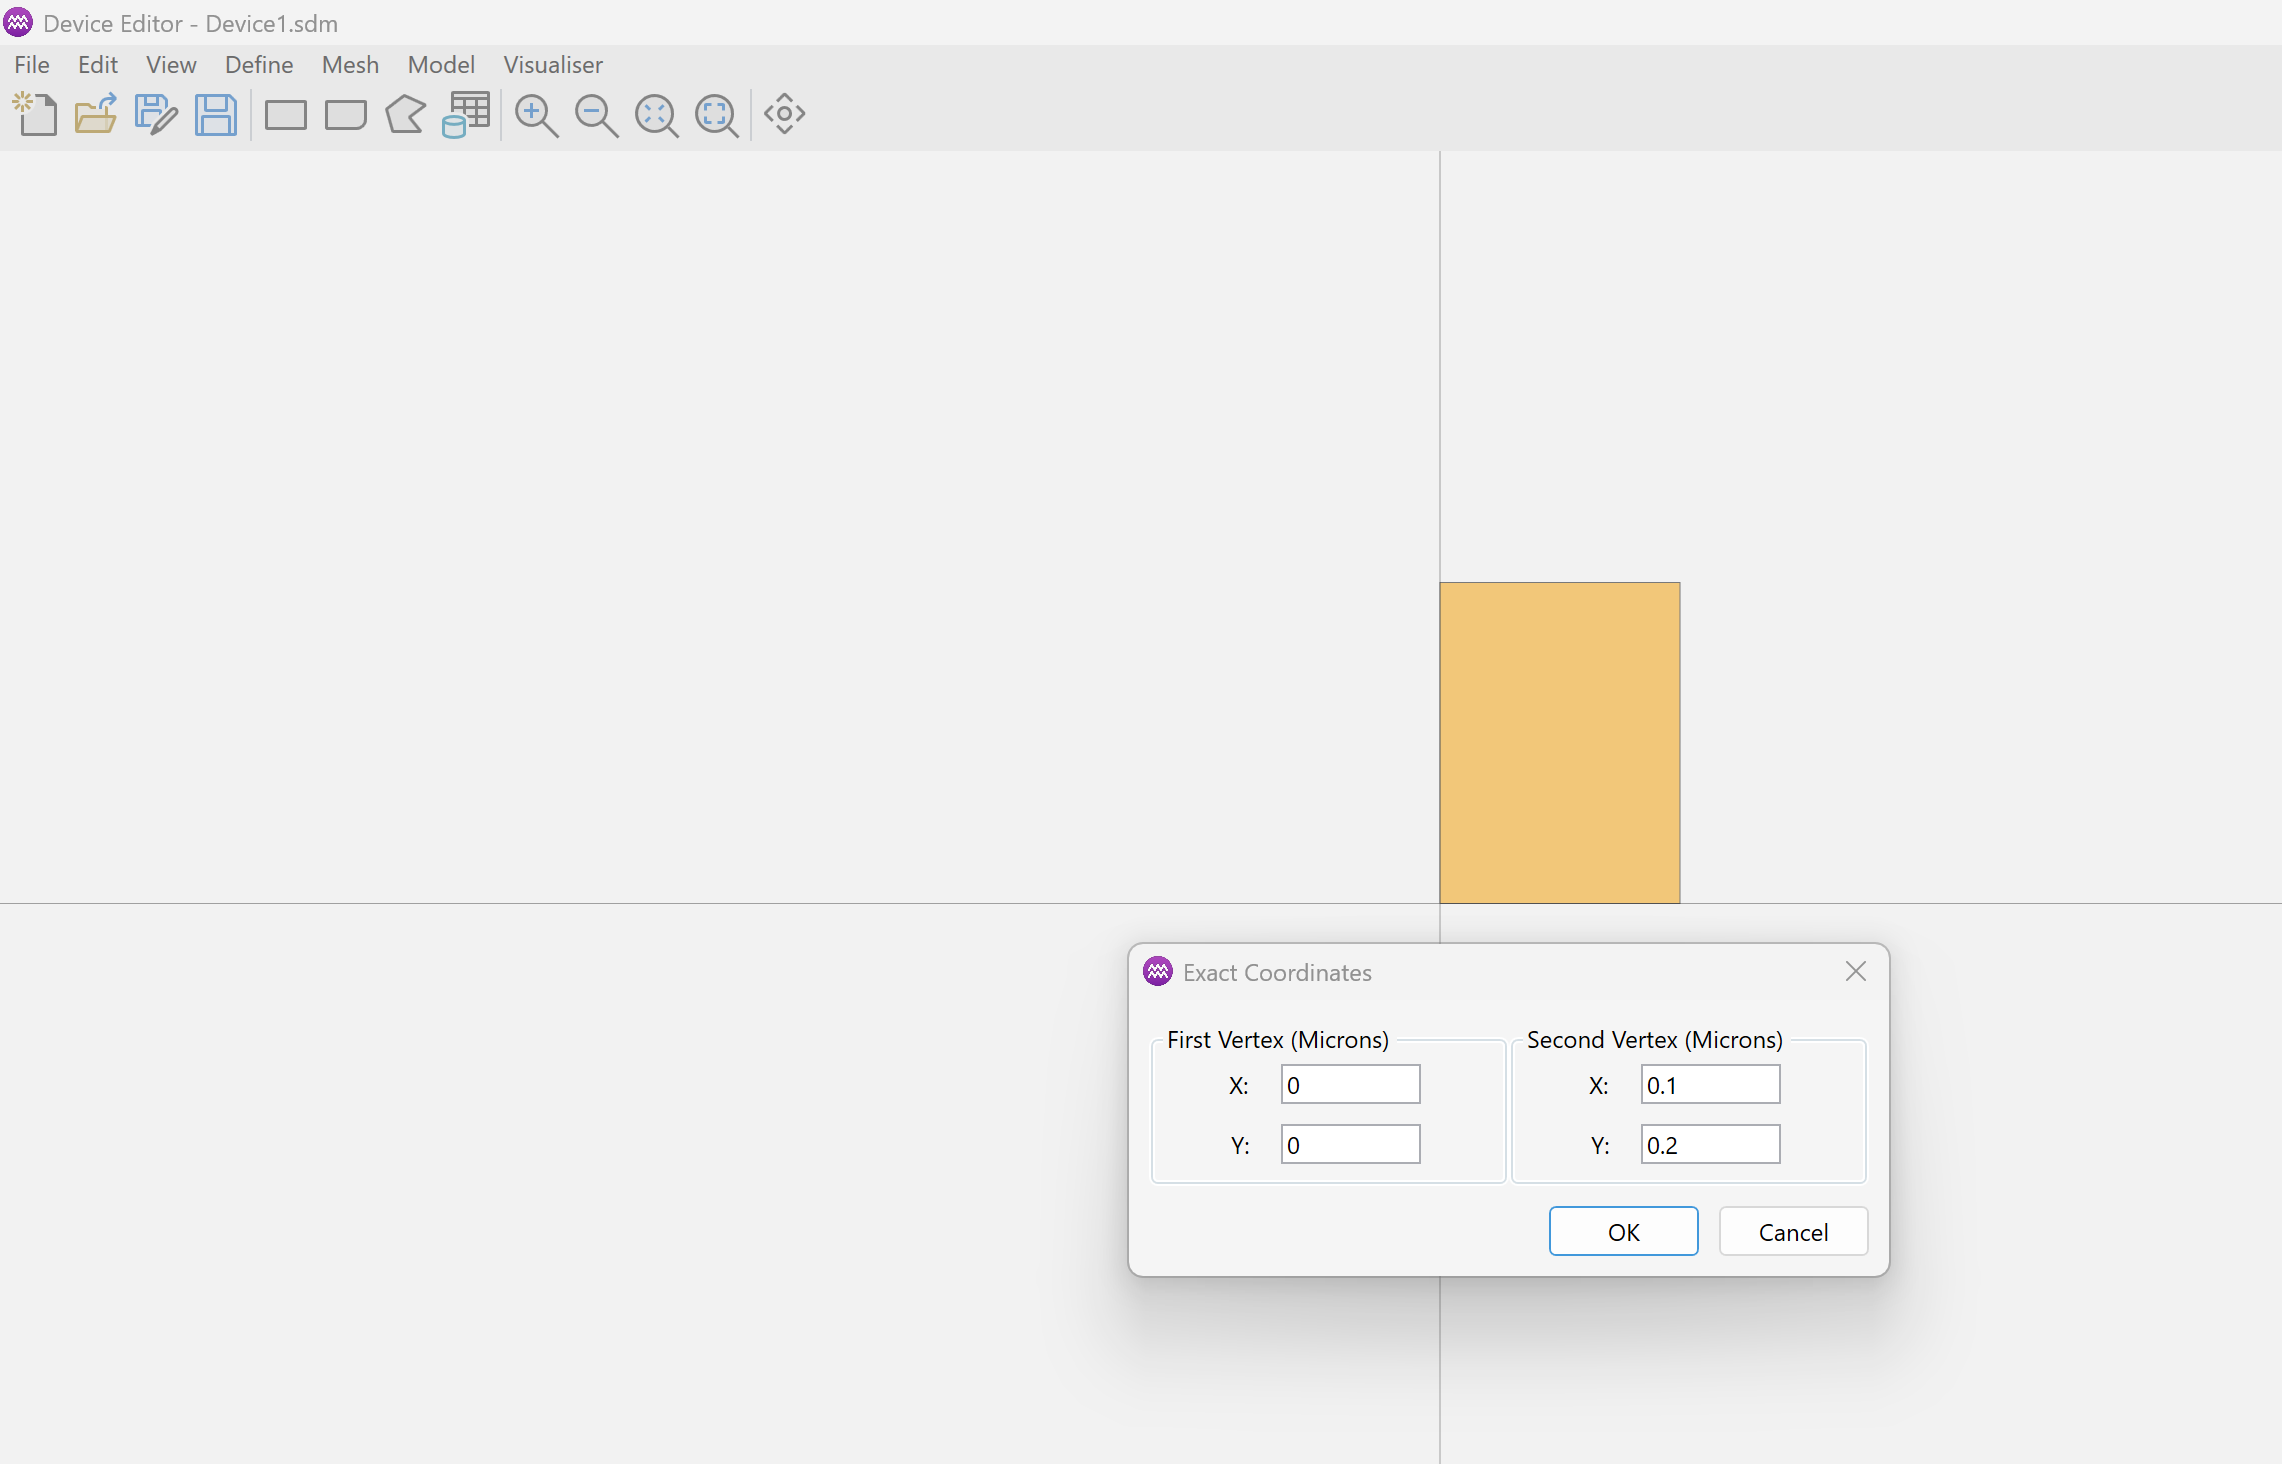 Device Editor - Device1.sdm
File Edit View Define Mesh Model Visualiser
Exact Coordinates
First Vertex (Microns)
X: 0
Y: 0
Second Vertex (Microns)
X: 0.1
Y: 0.2
OK Cancel